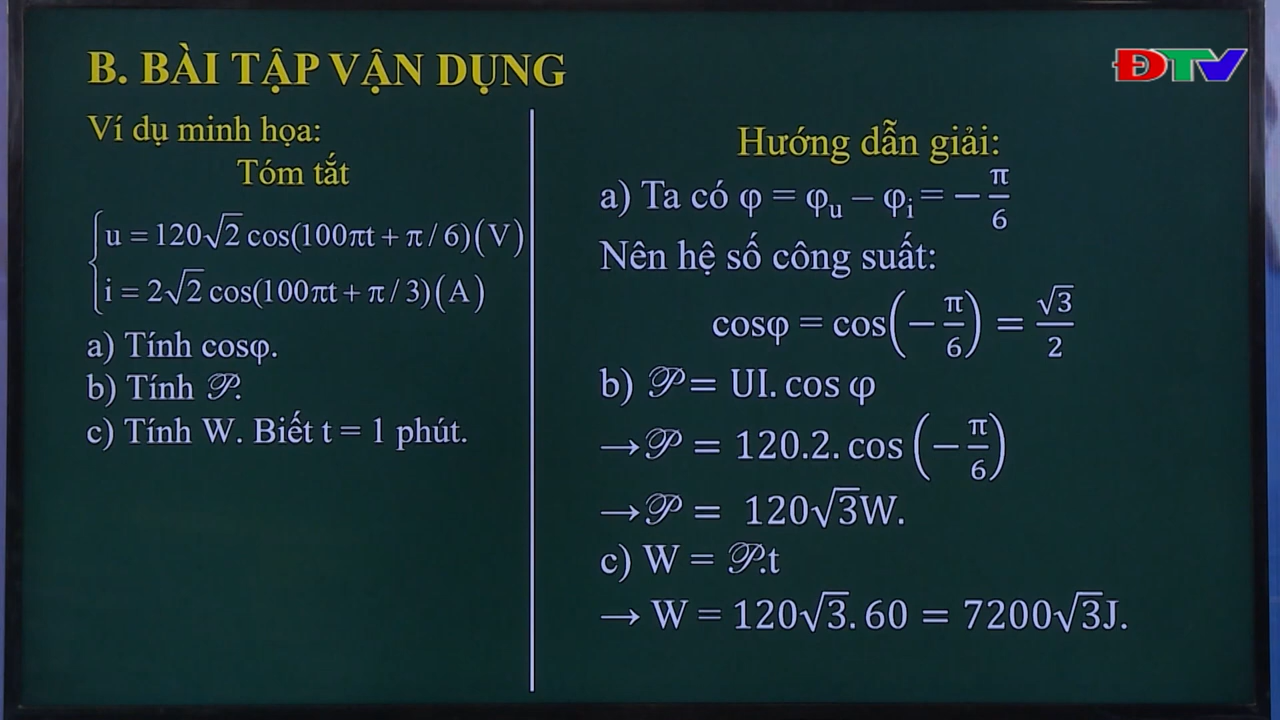 B. BÀI TẬP VẬN DỤNG
ĐTV
Ví dụ minh họa:
Tóm tắt
u = 120√2 cos(100πt + π / 6)(V)
i = 2√2 cos(100πt + π / 3)(A)
a) Tính cosφ.
b) Tính 𝒫.
c) Tính W. Biết t = 1 phút.
Hướng dẫn giải:
a) Ta có φ = φᵤ – φᵢ = −π/6
Nên hệ số công suất:
cosφ = cos(−π/6) = √3/2
b) 𝒫 = UI. cos φ
→𝒫 = 120.2. cos (−π/6)
→𝒫 = 120√3W.
c) W = 𝒫.t
→ W = 120√3. 60 = 7200√3J.